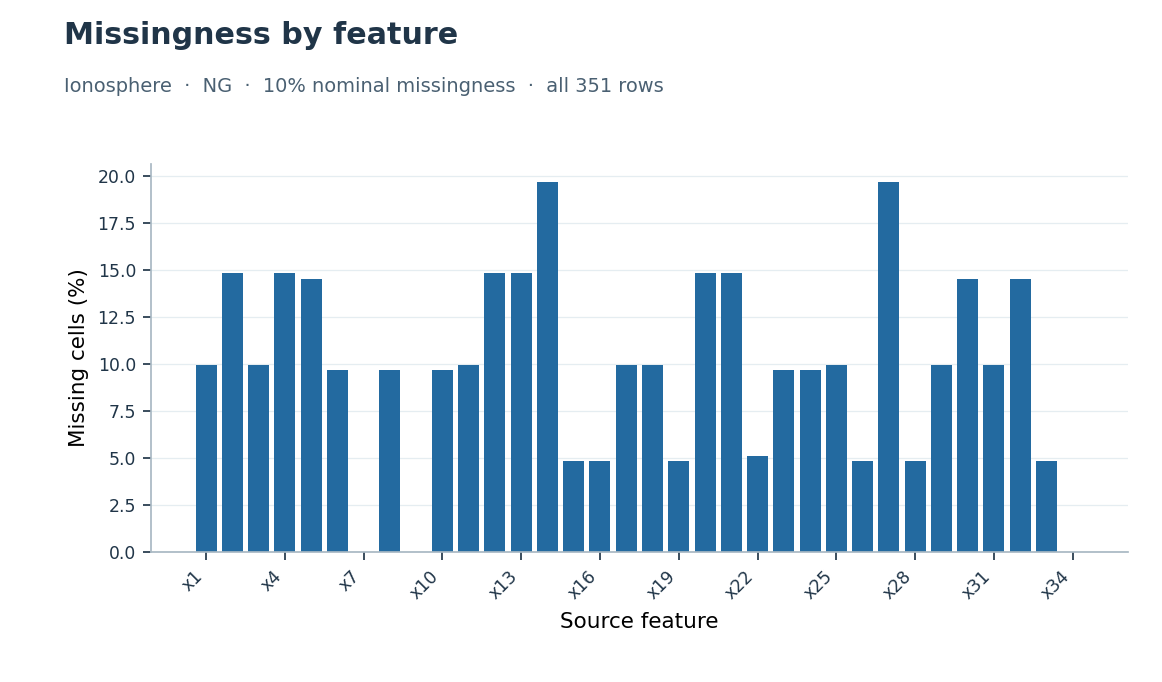 Missingness by feature
Ionosphere · NG · 10% nominal missingness · all 351 rows
20.0
17.5
15.0
12.5
10.0
7.5
5.0
2.5
0.0
Missing cells (%)
x1 x4 x7 x10 x13 x16 x19 x22 x25 x28 x31 x34
Source feature